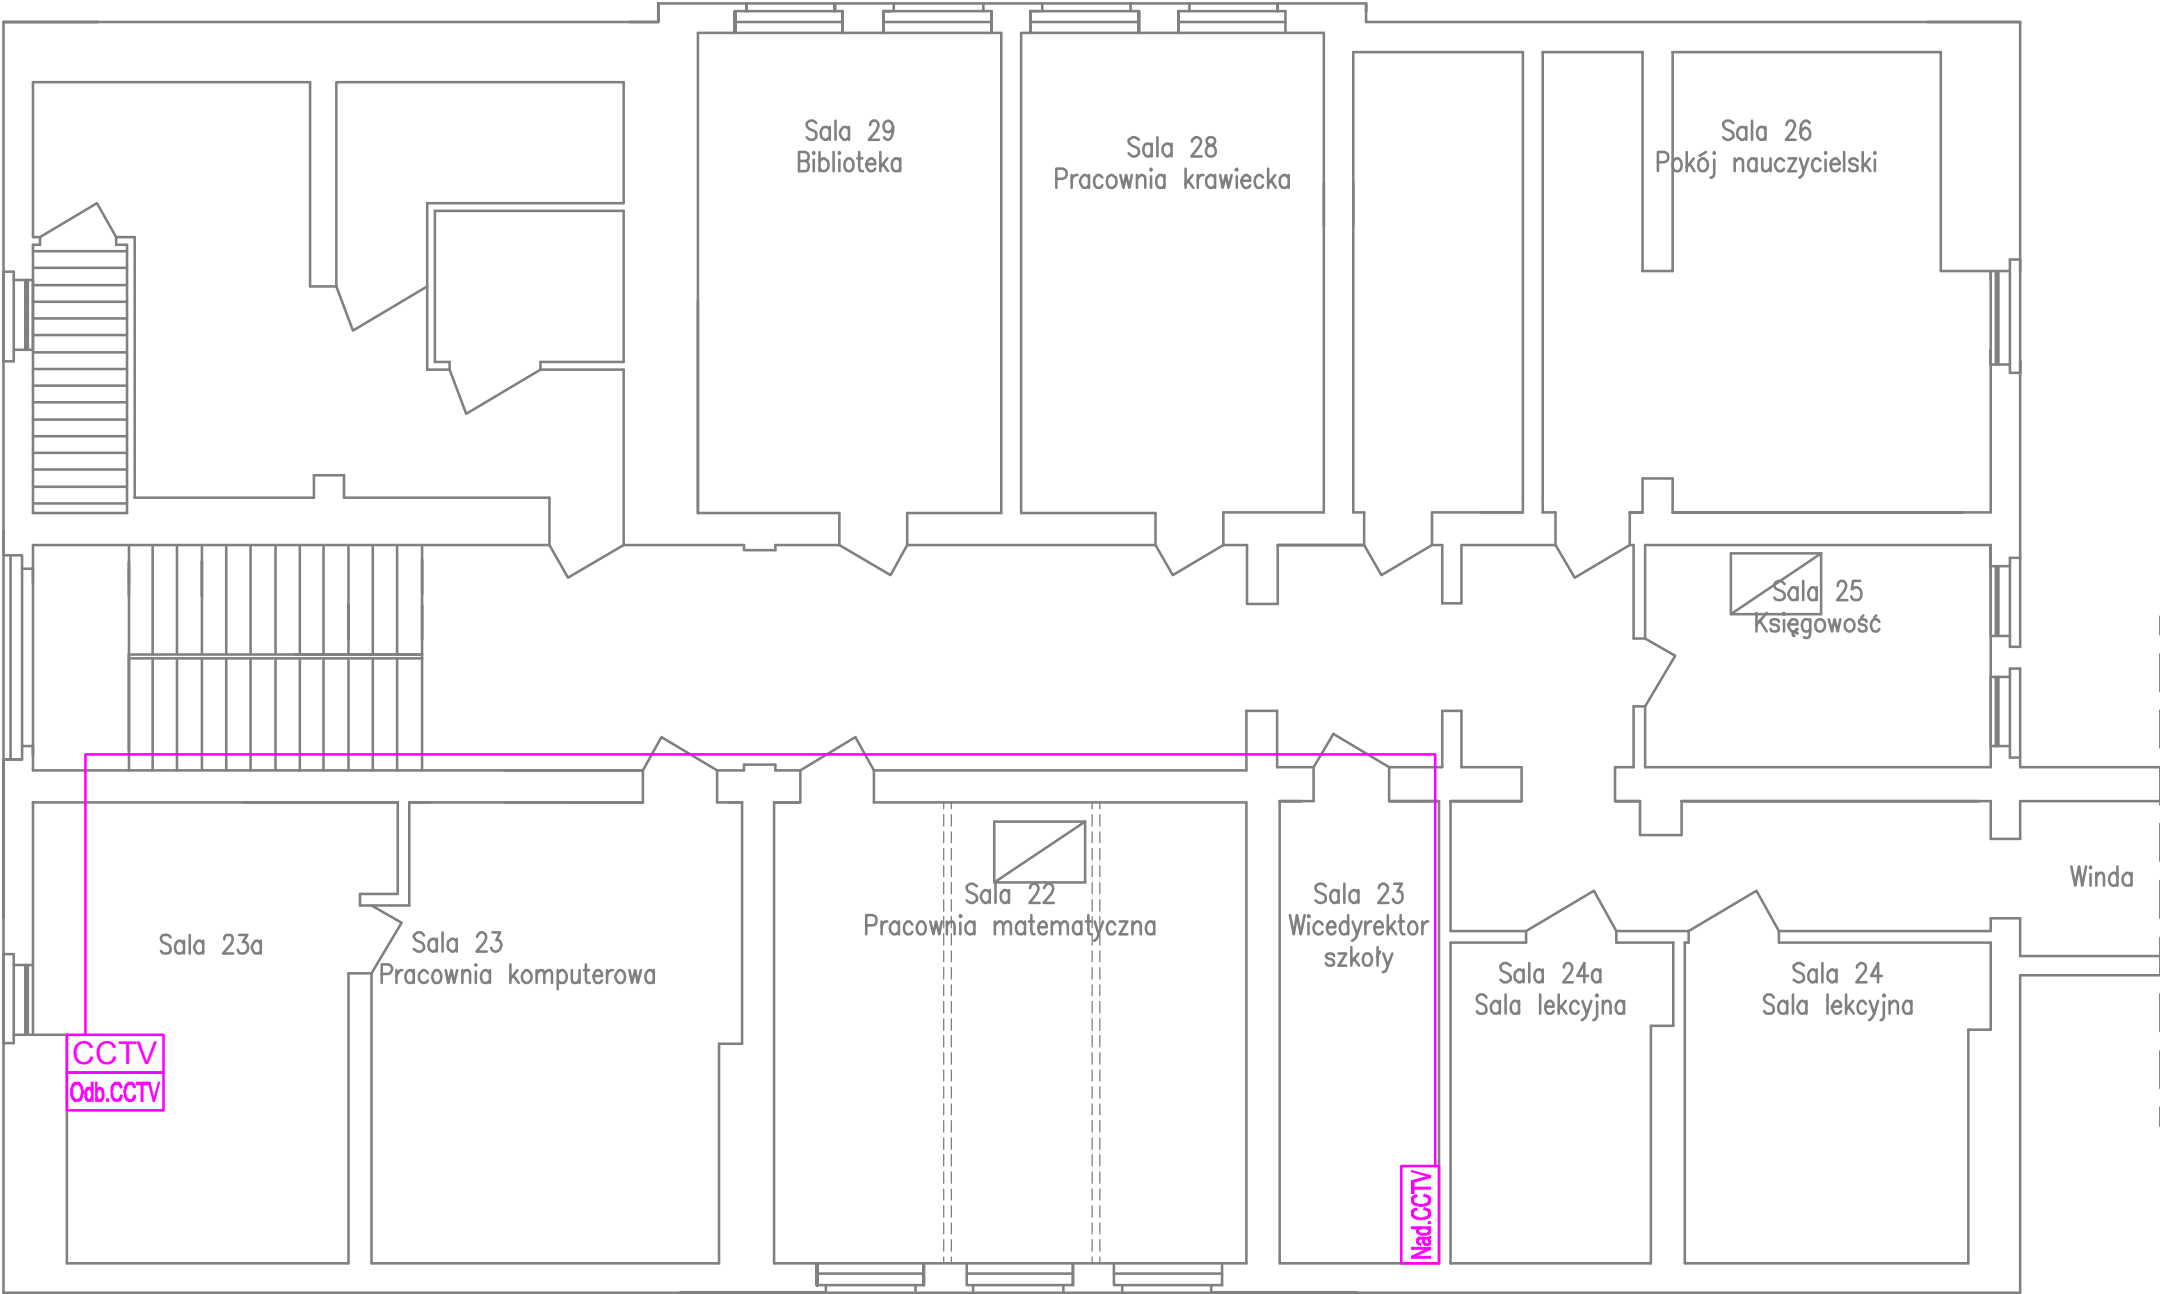 Sala 29
Biblioteka
Sala 28
Pracownia krawiecka
Sala 26
Pokój nauczycielski
Sala 25
Księgowość
Winda
Sala 22
Pracownia matematyczna
Sala 23
Wicedyrektor
szkoły
Sala 23a
Sala 23
Pracownia komputerowa
Sala 24a
Sala lekcyjna
Sala 24
Sala lekcyjna
CCTV
Odb.CCTV
Nad.CCTV